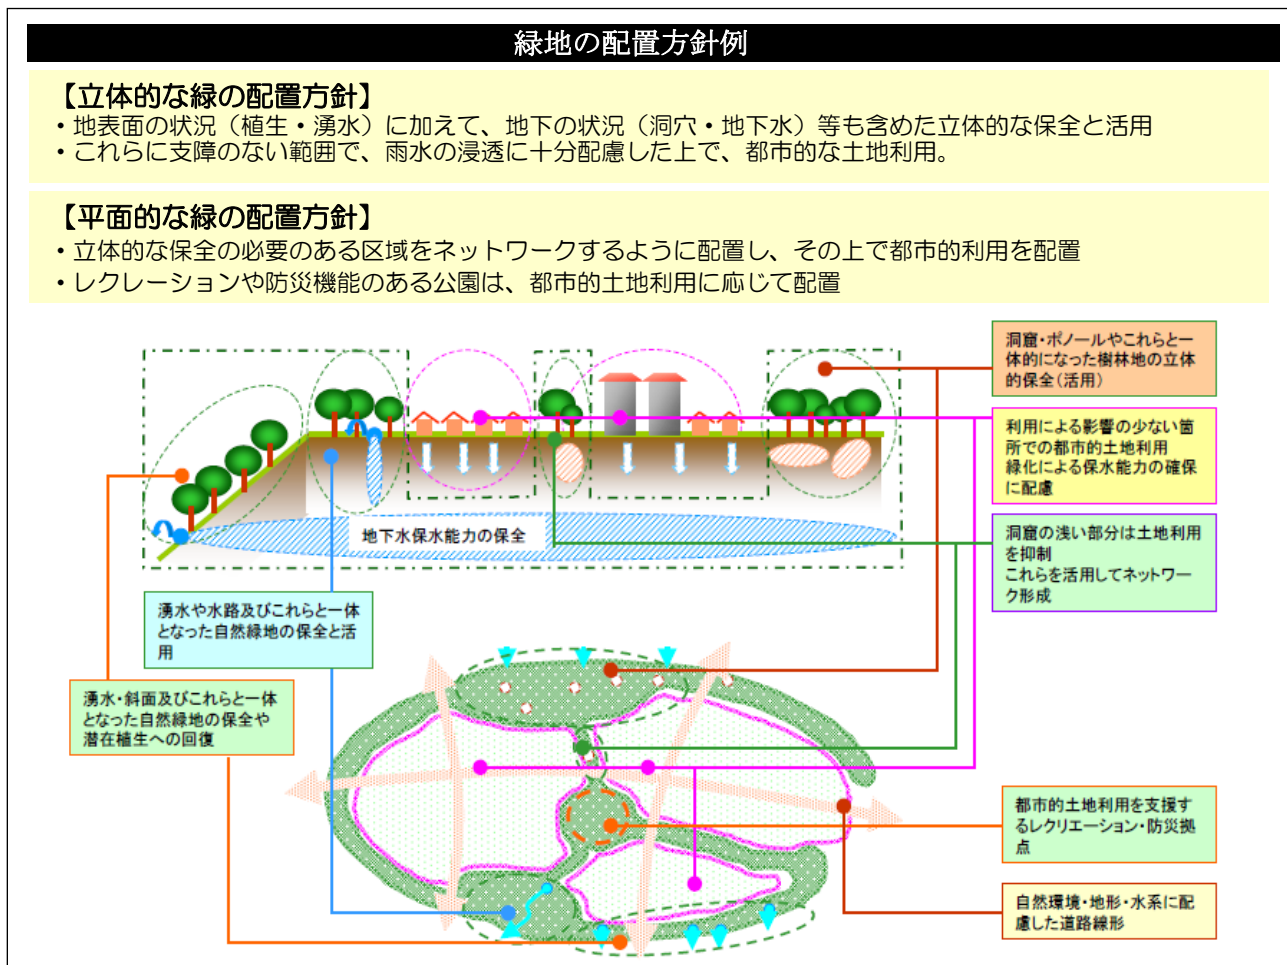 緑地の配置方針例
【立体的な緑の配置方針】
・地表面の状況（植生・湧水）に加えて、地下の状況（洞穴・地下水）等も含めた立体的な保全と活用
・これらに支障のない範囲で、雨水の浸透に十分配慮した上で、都市的な土地利用。
【平面的な緑の配置方針】
・立体的な保全の必要のある区域をネットワークするように配置し、その上で都市的利用を配置
・レクレーションや防災機能のある公園は、都市的土地利用に応じて配置
洞窟・ポノールやこれらと一
体的になった樹林地の立体
的保全（活用）
利用による影響の少ない箇
所での都市的土地利用
緑化による保水能力の確保
に配慮
地下水保水能力の保全
洞窟の浅い部分は土地利用
を抑制
これらを活用してネットワー
ク形成
湧水や水路及びこれらと一体
となった自然緑地の保全と活
用
湧水・斜面及びこれらと一体
となった自然緑地の保全や
潜在植生への回復
都市的土地利用を支援す
るレクリエーション・防災拠
点
自然環境・地形・水系に配
慮した道路線形